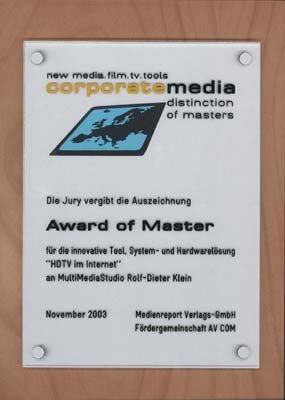 new media.film.tv.tools
corporatemedia
distinction
of masters
Die Jury vergibt die Auszeichnung
Award of Master
für die innovative Tool, System- und Hardwarelösung
"HDTV im Internet"
an MultiMediaStudio Rolf-Dieter Klein
November 2003 Medienreport Verlags-GmbH
Fördergemeinschaft AV COM